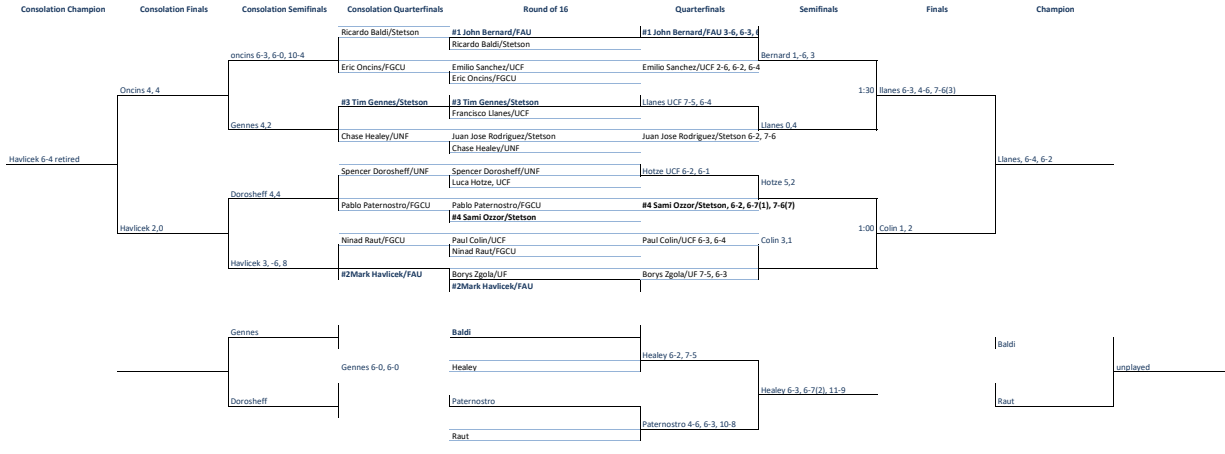 Consolation Champion Consolation Finals Consolation Semifinals Consolation Quarterfinals Round of 16 Quarterfinals Semifinals Finals Champion
Ricardo Baldi/Stetson #1 John Bernard/FAU #1 John Bernard/FAU 3-6, 6-3, 6
Ricardo Baldi/Stetson
oncins 6-3, 6-0, 10-4 Bernard 1,-6, 3
Eric Oncins/FGCU Emilio Sanchez/UCF Emilio Sanchez/UCF 2-6, 6-2, 6-4
Eric Oncins/FGCU
Oncins 4, 4 1:30 llanes 6-3, 4-6, 7-6(3)
#3 Tim Gennes/Stetson #3 Tim Gennes/Stetson Llanes UCF 7-5, 6-4
Francisco Llanes/UCF
Gennes 4,2 Llanes 0,4
Chase Healey/UNF Juan Jose Rodriguez/Stetson Juan Jose Rodriguez/Stetson 6-2, 7-6
Chase Healey/UNF
Havlicek 6-4 retired Llanes, 6-4, 6-2
Spencer Dorosheff/UNF Spencer Dorosheff/UNF Hotze UCF 6-2, 6-1
Luca Hotze, UCF Hotze 5,2
Dorosheff 4,4
Pablo Paternostro/FGCU Pablo Paternostro/FGCU #4 Sami Ozzor/Stetson, 6-2, 6-7(1), 7-6(7)
#4 Sami Ozzor/Stetson
Havlicek 2,0 1:00 Colin 1, 2
Ninad Raut/FGCU Paul Colin/UCF Paul Colin/UCF 6-3, 6-4 Colin 3,1
Ninad Raut/FGCU
Havlicek 3, -6, 8
#2Mark Havlicek/FAU Borys Zgola/UF Borys Zgola/UF 7-5, 6-3
#2Mark Havlicek/FAU
Gennes Baldi
Baldi
Healey 6-2, 7-5
Gennes 6-0, 6-0 Healey unplayed
Healey 6-3, 6-7(2), 11-9
Dorosheff Paternostro Raut
Paternostro 4-6, 6-3, 10-8
Raut